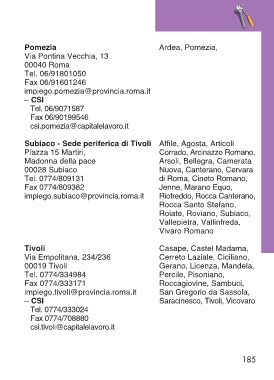 Pomezia
Via Pontina Vecchia, 13
00040 Roma
Tel. 06/91801050
Fax 06/91601246
impiego.pomezia@provincia.roma.it
– CSI
Tel. 06/9071587
Fax 06/90199546
csi.pomezia@capitalelavoro.it
Ardea, Pomezia,
Subiaco - Sede periferica di Tivoli
Piazza 15 Martiri,
Madonna della pace
00028 Subiaco
Tel. 0774/809131
Fax 0774/809382
impiego.subiaco@provincia.roma.it
Affile, Agosta, Articoli
Corrado, Arcinazzo Romano,
Arsoli, Bellegra, Camerata
Nuova, Canterano, Cervara
di Roma, Cineto Romano,
Jenne, Marano Equo,
Riofreddo, Rocca Canterano,
Rocca Santo Stefano,
Roiate, Roviano, Subiaco,
Vallepietra, Vallinfreda,
Vivaro Romano
Tivoli
Via Empolitana, 234/236
00019 Tivoli
Tel. 0774/334984
Fax 0774/333171
impiego.tivoli@provincia.roma.it
– CSI
Tel. 0774/333024
Fax 0774/708880
csi.tivoli@capitalelavoro.it
Casape, Castel Madama,
Cerreto Laziale, Ciciliano,
Gerano, Licenza, Mandela,
Percile, Pisoniano,
Roccagiovine, Sambuci,
San Gregorio da Sassola,
Saracinesco, Tivoli, Vicovaro
185